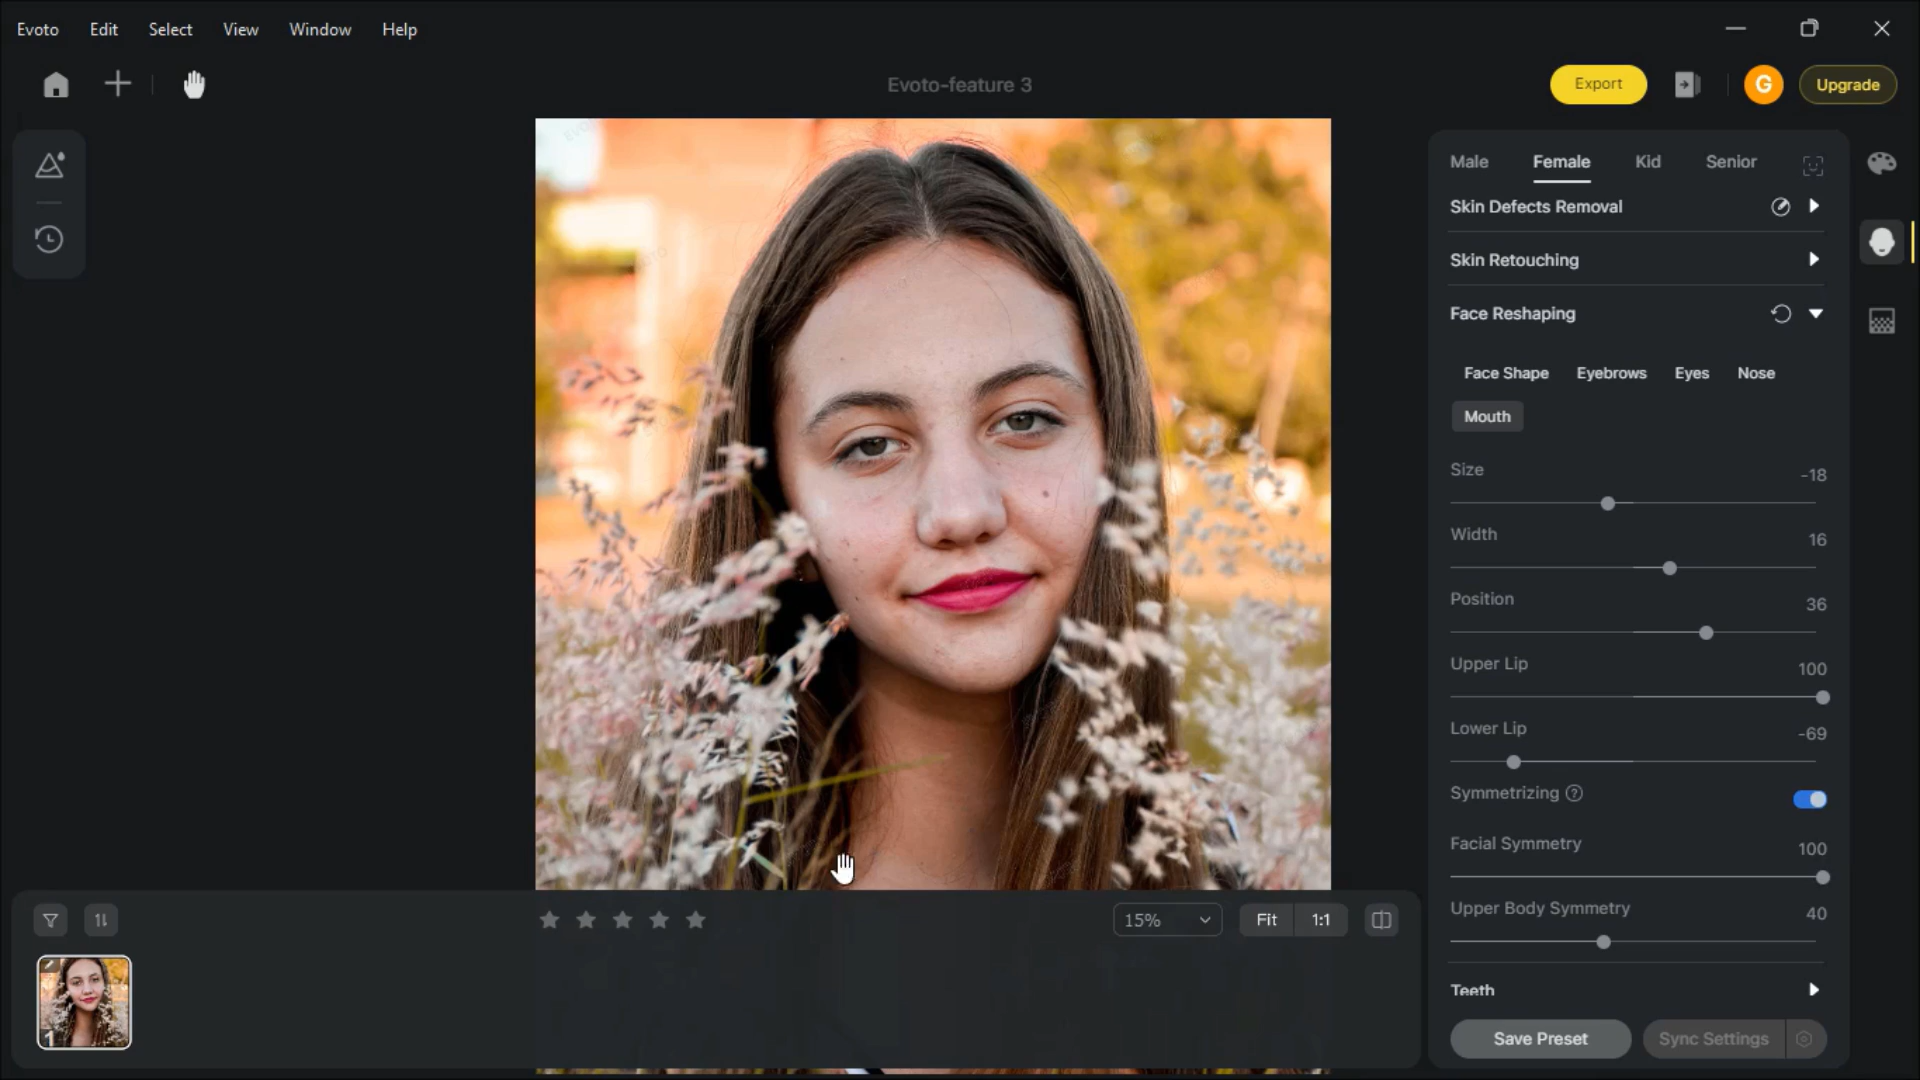 Evoto Edit Select View Window Help
Evoto-feature 3
Export
G
Upgrade
Male Female Kid Senior
Skin Defects Removal
Skin Retouching
Face Reshaping
Face Shape Eyebrows Eyes Nose
Mouth
Size -18
Width 16
Position 36
Upper Lip 100
Lower Lip -69
Symmetrizing ?
Facial Symmetry 100
Upper Body Symmetry 40
Teeth
Save Preset Sync Settings
15% Fit 1:1
1